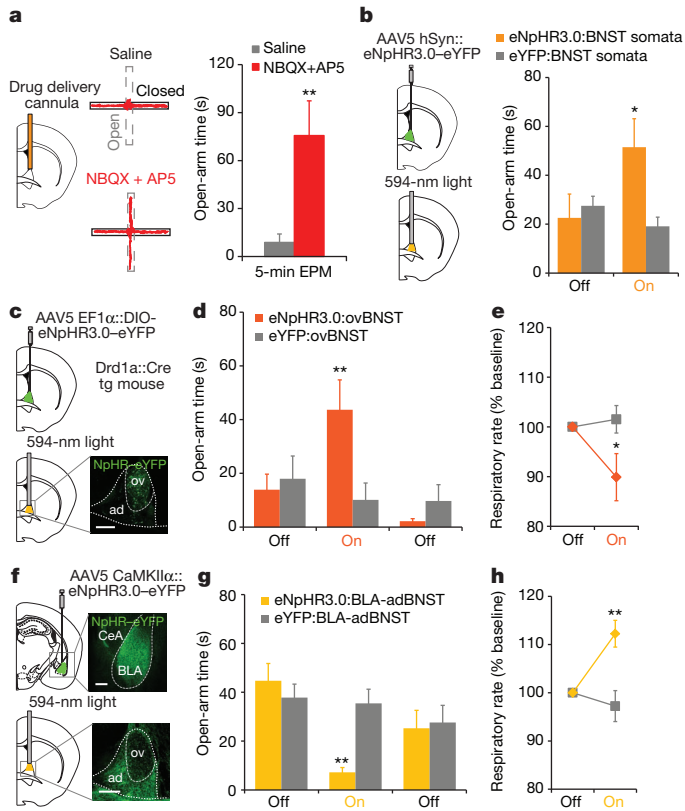 a
Saline
Drug delivery
cannula
Closed
Open
NBQX + AP5
Saline
NBQX+AP5
Open-arm time (s)
120
90
60
30
0
**
5-min EPM
b
AAV5 hSyn::
eNpHR3.0–eYFP
594-nm light
eNpHR3.0:BNST somata
eYFP:BNST somata
Open-arm time (s)
80
60
40
20
0
*
Off
On
c
AAV5 EF1α::DIO-
eNpHR3.0–eYFP
Drd1a::Cre
tg mouse
594-nm light
NpHR–eYFP
ov
ad
d
eNpHR3.0:ovBNST
eYFP:ovBNST
Open-arm time (s)
80
60
40
20
0
**
Off
On
Off
e
Respiratory rate (% baseline)
120
110
100
90
80
*
Off
On
f
AAV5 CaMKIIα::
eNpHR3.0–eYFP
NpHR–eYFP
CeA
BLA
594-nm light
ov
ad
g
eNpHR3.0:BLA-adBNST
eYFP:BLA-adBNST
Open-arm time (s)
80
60
40
20
0
**
Off
On
Off
h
Respiratory rate (% baseline)
120
110
100
90
80
**
Off
On